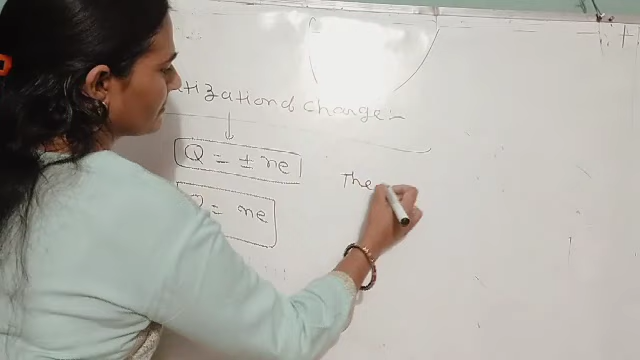 tization of Charge:-
Q = ± ne
= ne
The